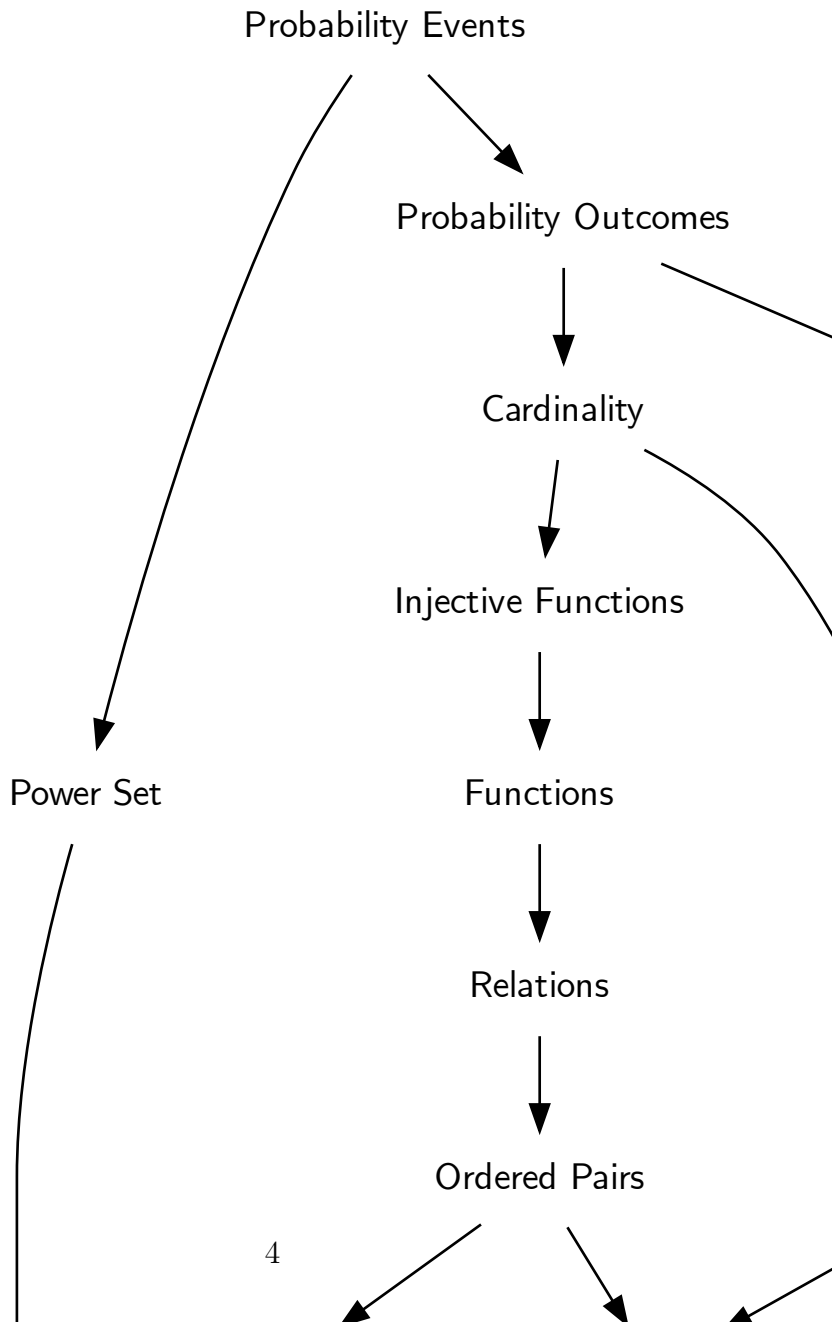 Probability Events
Probability Outcomes
Cardinality
Injective Functions
Power Set
Functions
Relations
Ordered Pairs
4